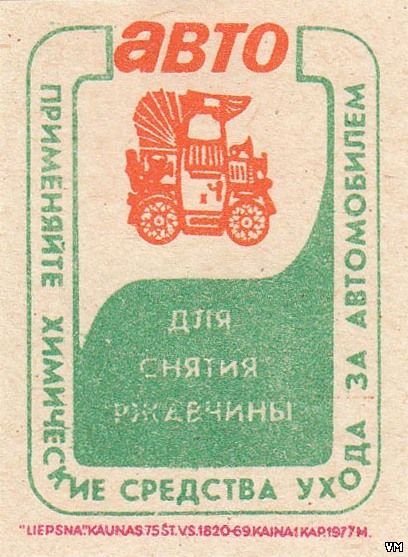 авто
ПРИМЕНЯЙТЕ ХИМИЧЕСКИЕ СРЕДСТВА УХОДА ЗА АВТОМОБИЛЕМ
ДЛЯ
СНЯТИЯ
РЖАВЧИНЫ
"LIEPSNA" KAUNAS 75 ŠT. V.S. 1820-69 KAINA 1 KAP. 1977 M.
VM